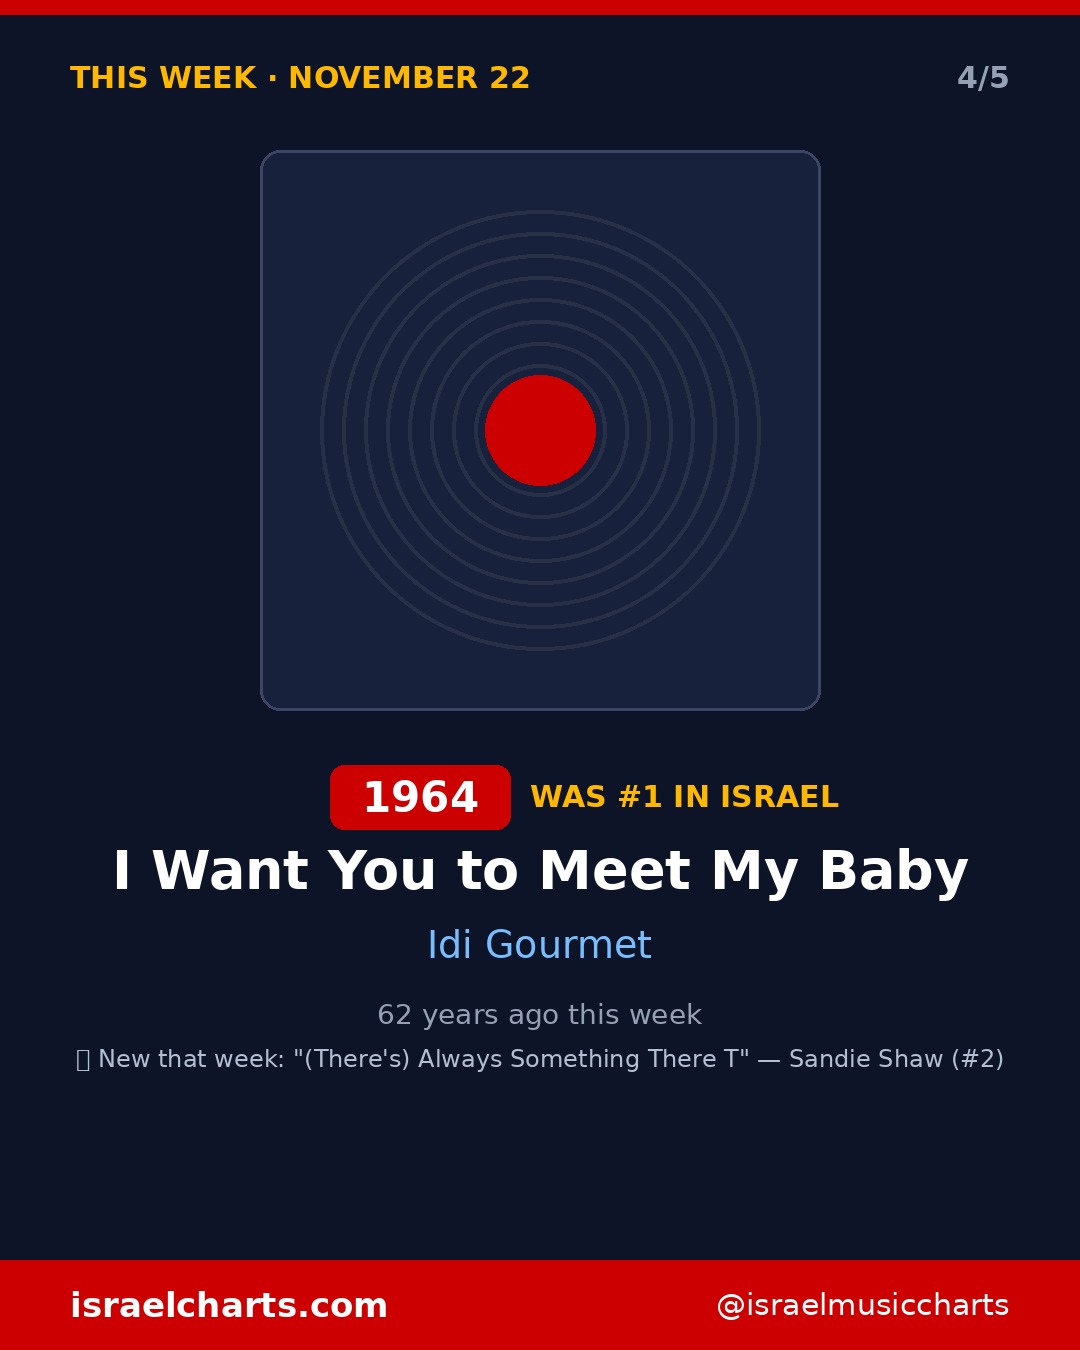 THIS WEEK · NOVEMBER 22
4/5
1964 WAS #1 IN ISRAEL
I Want You to Meet My Baby
Idi Gourmet
62 years ago this week
▯ New that week: "(There's) Always Something There T" — Sandie Shaw (#2)
israelcharts.com
@israelmusiccharts